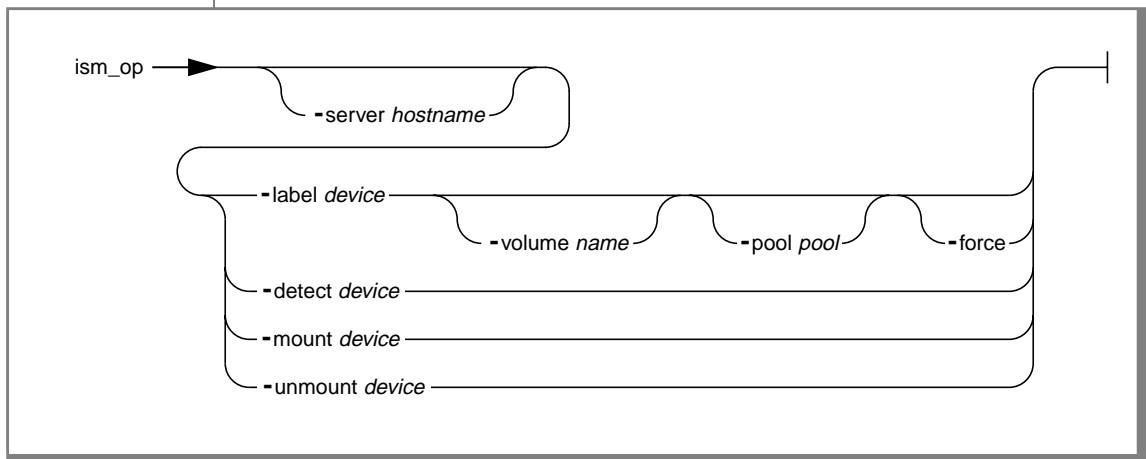 ism_op
-server hostname
-label device
-volume name -pool pool -force
-detect device
-mount device
-unmount device